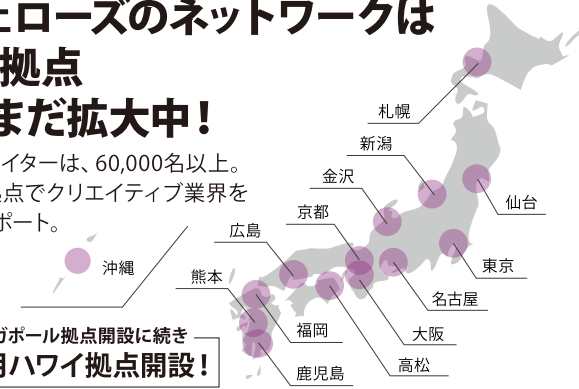 ェローズのネットワークは
拠点
まだ拡大中！
イターは、60,000名以上。
点でクリエイティブ業界を
ポート。
札幌
新潟
金沢
仙台
京都
広島
沖縄
東京
熊本
名古屋
福岡
大阪
ガポール拠点開設に続き
高松
月ハワイ拠点開設！
鹿児島